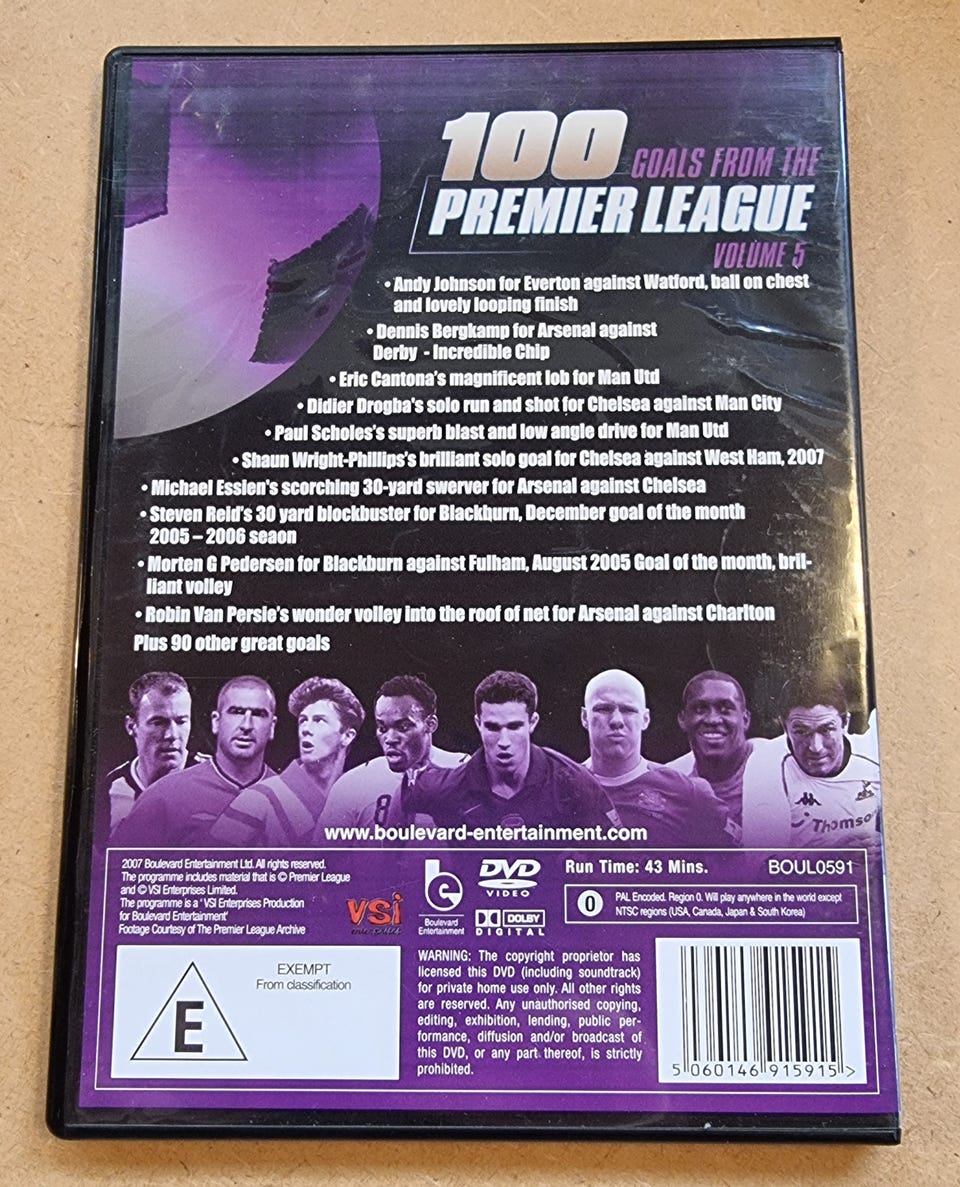 100 GOALS FROM THE
PREMIER LEAGUE
VOLUME 5
• Andy Johnson for Everton against Watford, ball on chest
and lovely looping finish
• Dennis Bergkamp for Arsenal against
Derby - Incredible Chip
• Eric Cantona's magnificent lob for Man Utd
• Didier Drogba's solo run and shot for Chelsea against Man City
• Paul Scholes's superb blast and low angle drive for Man Utd
• Shaun Wright-Phillips's brilliant solo goal for Chelsea against West Ham, 2007
• Michael Essien's scorching 30-yard swerver for Arsenal against Chelsea
• Steven Reid's 30 yard blockbuster for Blackburn, December goal of the month
2005 – 2006 seaon
• Morten G Pedersen for Blackburn against Fulham, August 2005 Goal of the month, bril-
liant volley
• Robin Van Persie's wonder volley into the roof of net for Arsenal against Charlton
Plus 90 other great goals
8
Thomso
www.boulevard-entertainment.com
2007 Boulevard Entertainment Ltd. All rights reserved.
The programme includes material that is © Premier League
and © VSI Enterprises Limited.
The programme is a ' VSI Enterprises Production
for Boulevard Entertainment'
Footage Courtesy of The Premier League Archive
vsi
Boulevard
Entertainment
DVD
VIDEO
DOLBY
DIGITAL
Run Time: 43 Mins.
BOUL0591
0
PAL Encoded. Region 0. Will play anywhere in the world except
NTSC regions (USA, Canada, Japan & South Korea)
E
EXEMPT
From classification
WARNING: The copyright proprietor has
licensed this DVD (including soundtrack)
for private home use only. All other rights
are reserved. Any unauthorised copying,
editing, exhibition, lending, public per-
formance, diffusion and/or broadcast of
this DVD, or any part thereof, is strictly
prohibited.
5 060146 915915 >